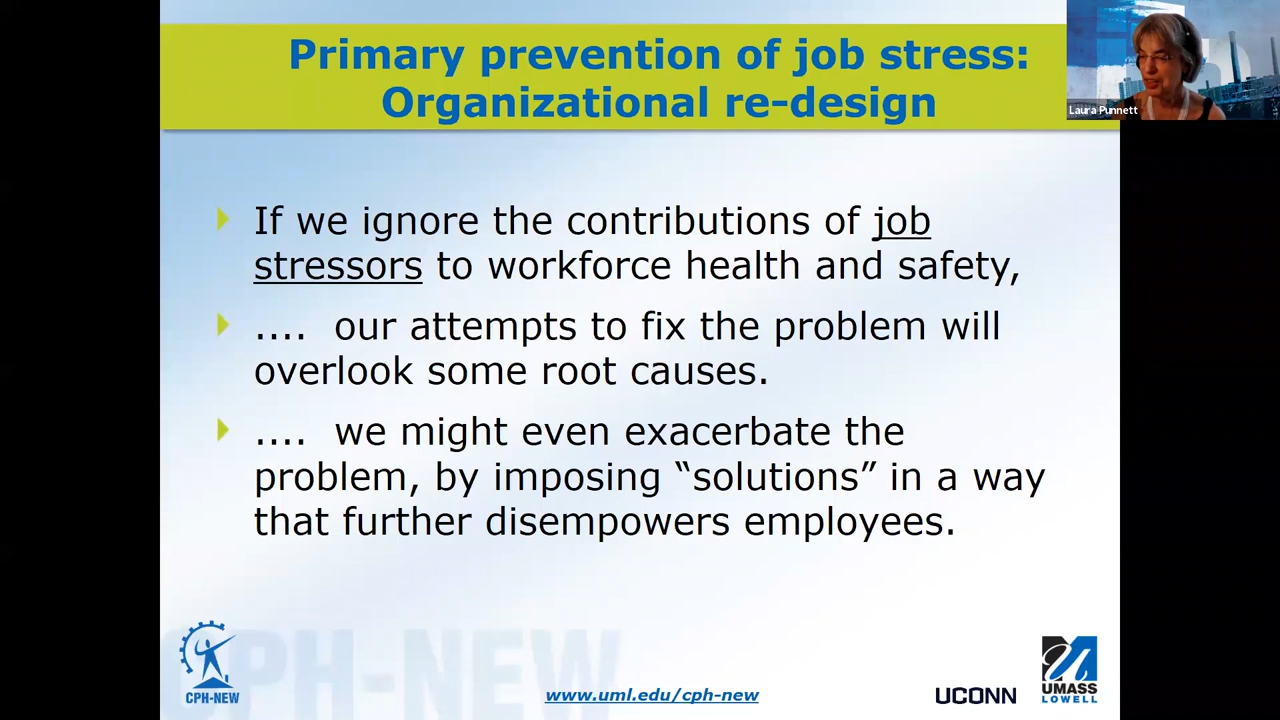 Primary prevention of job stress:
Organizational re-design
Laura Punnett
If we ignore the contributions of job
stressors to workforce health and safety,
.... our attempts to fix the problem will
overlook some root causes.
.... we might even exacerbate the
problem, by imposing “solutions” in a way
that further disempowers employees.
CPH-NEW
CPH-NEW
www.uml.edu/cph-new
UCONN
UMASS
LOWELL